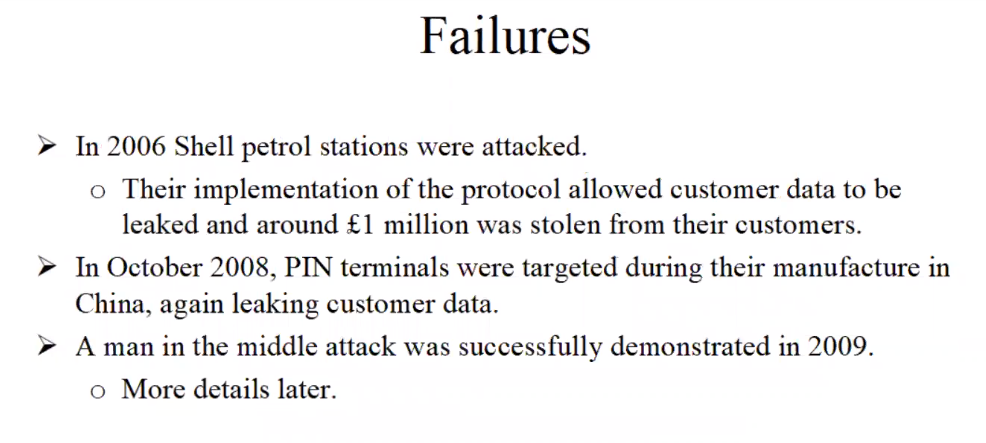 Failures
➢ In 2006 Shell petrol stations were attacked.
o Their implementation of the protocol allowed customer data to be
leaked and around £1 million was stolen from their customers.
➢ In October 2008, PIN terminals were targeted during their manufacture in
China, again leaking customer data.
➢ A man in the middle attack was successfully demonstrated in 2009.
o More details later.